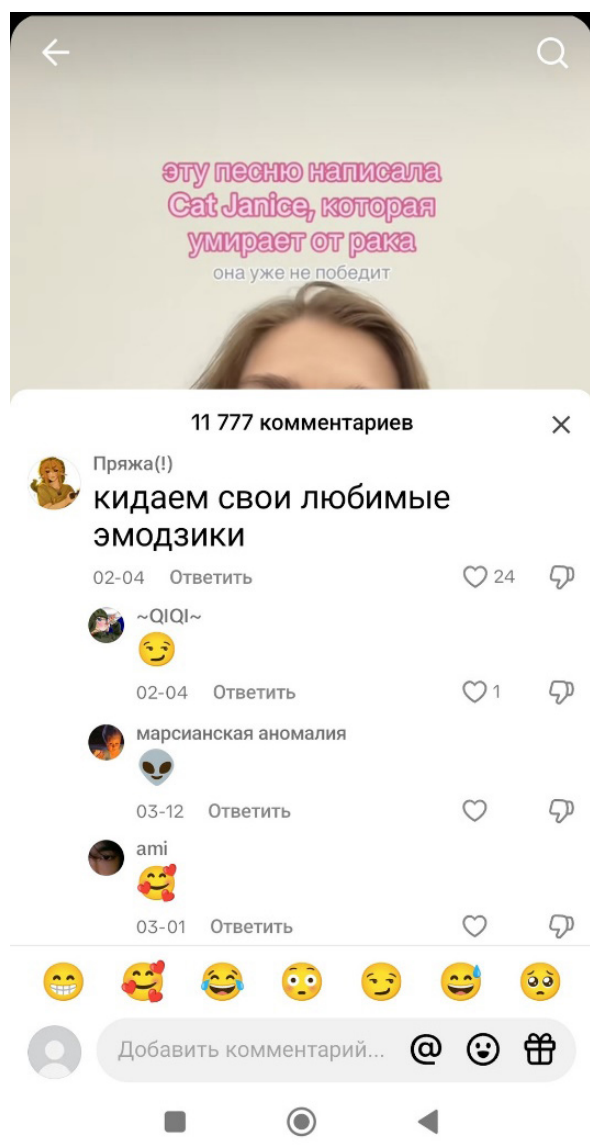 эту песню написала
Cat Janice, которая
умирает от рака
она уже не победит
11 777 комментариев
Пряжа(!)
кидаем свои любимые
эмодзики
02-04 Ответить 24
~QIQI~
😏
02-04 Ответить 1
марсианская аномалия
👽
03-12 Ответить
ami
🥰
03-01 Ответить
😁 🥰 😂 😳 😏 😅 🥺
Добавить комментарий... @